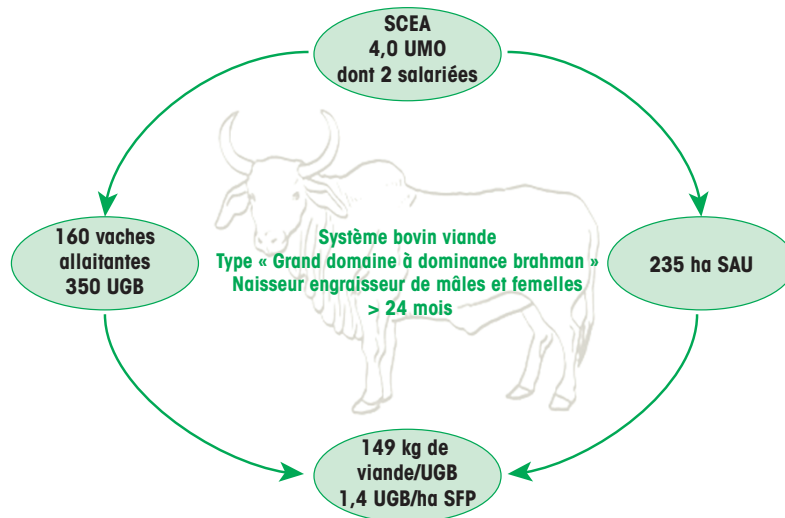 SCEA
4,0 UMO
dont 2 salariées
160 vaches
allaitantes
350 UGB
Système bovin viande
Type « Grand domaine à dominance brahman »
Naisseur engraisseur de mâles et femelles
> 24 mois
235 ha SAU
149 kg de
viande/UGB
1,4 UGB/ha SFP